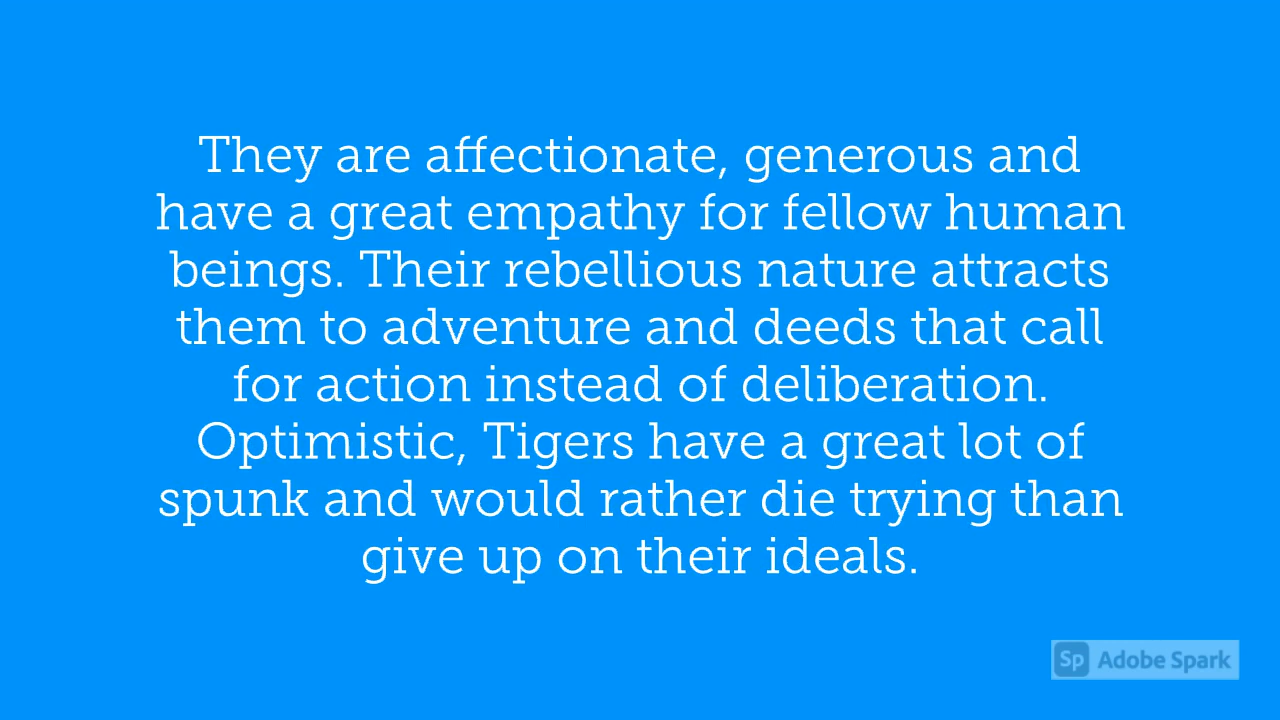 They are affectionate, generous and
have a great empathy for fellow human
beings. Their rebellious nature attracts
them to adventure and deeds that call
for action instead of deliberation.
Optimistic, Tigers have a great lot of
spunk and would rather die trying than
give up on their ideals.
Sp Adobe Spark